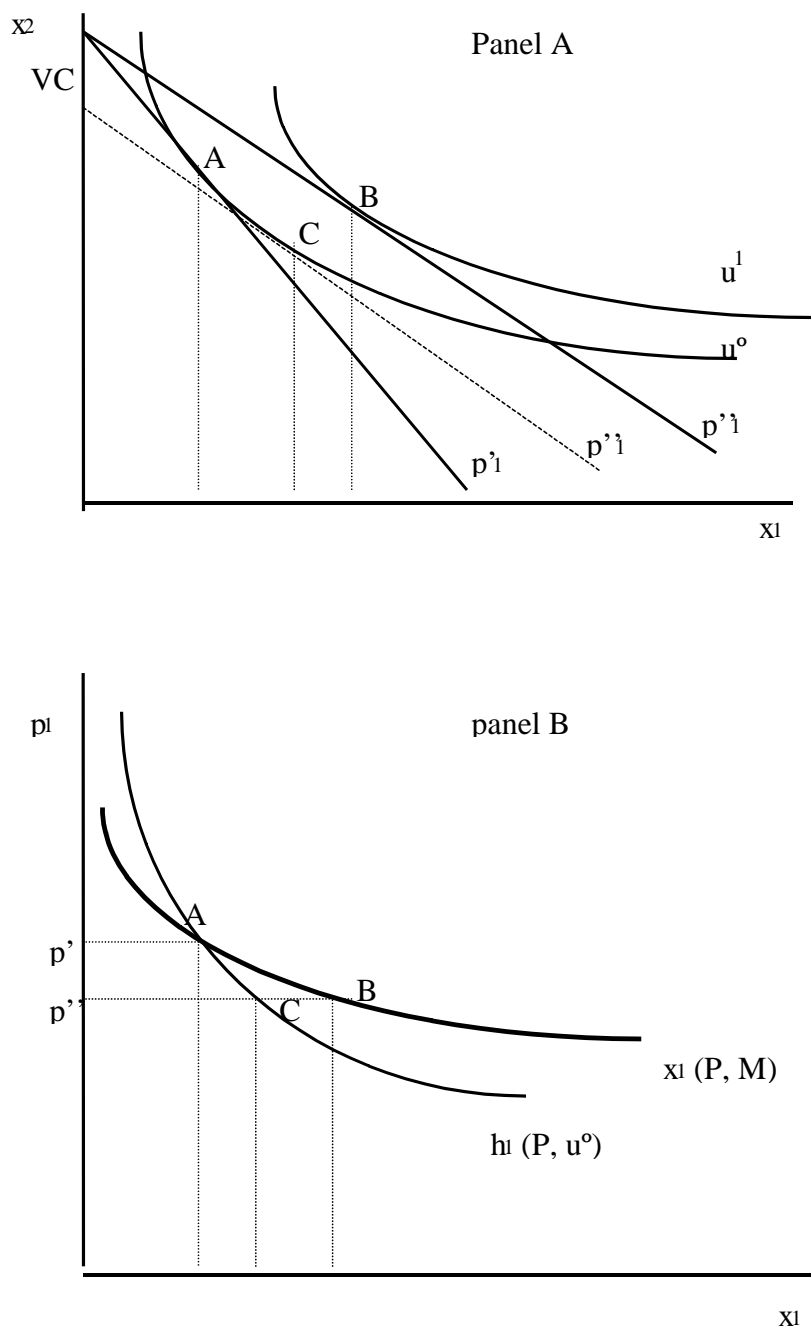 x2
Panel A
VC
A
B
C
u¹
uº
p''1
p''1
p'1
x1
p1
panel B
A
p'
B
p''
C
x1 (P, M)
h1 (P, uº)
x1